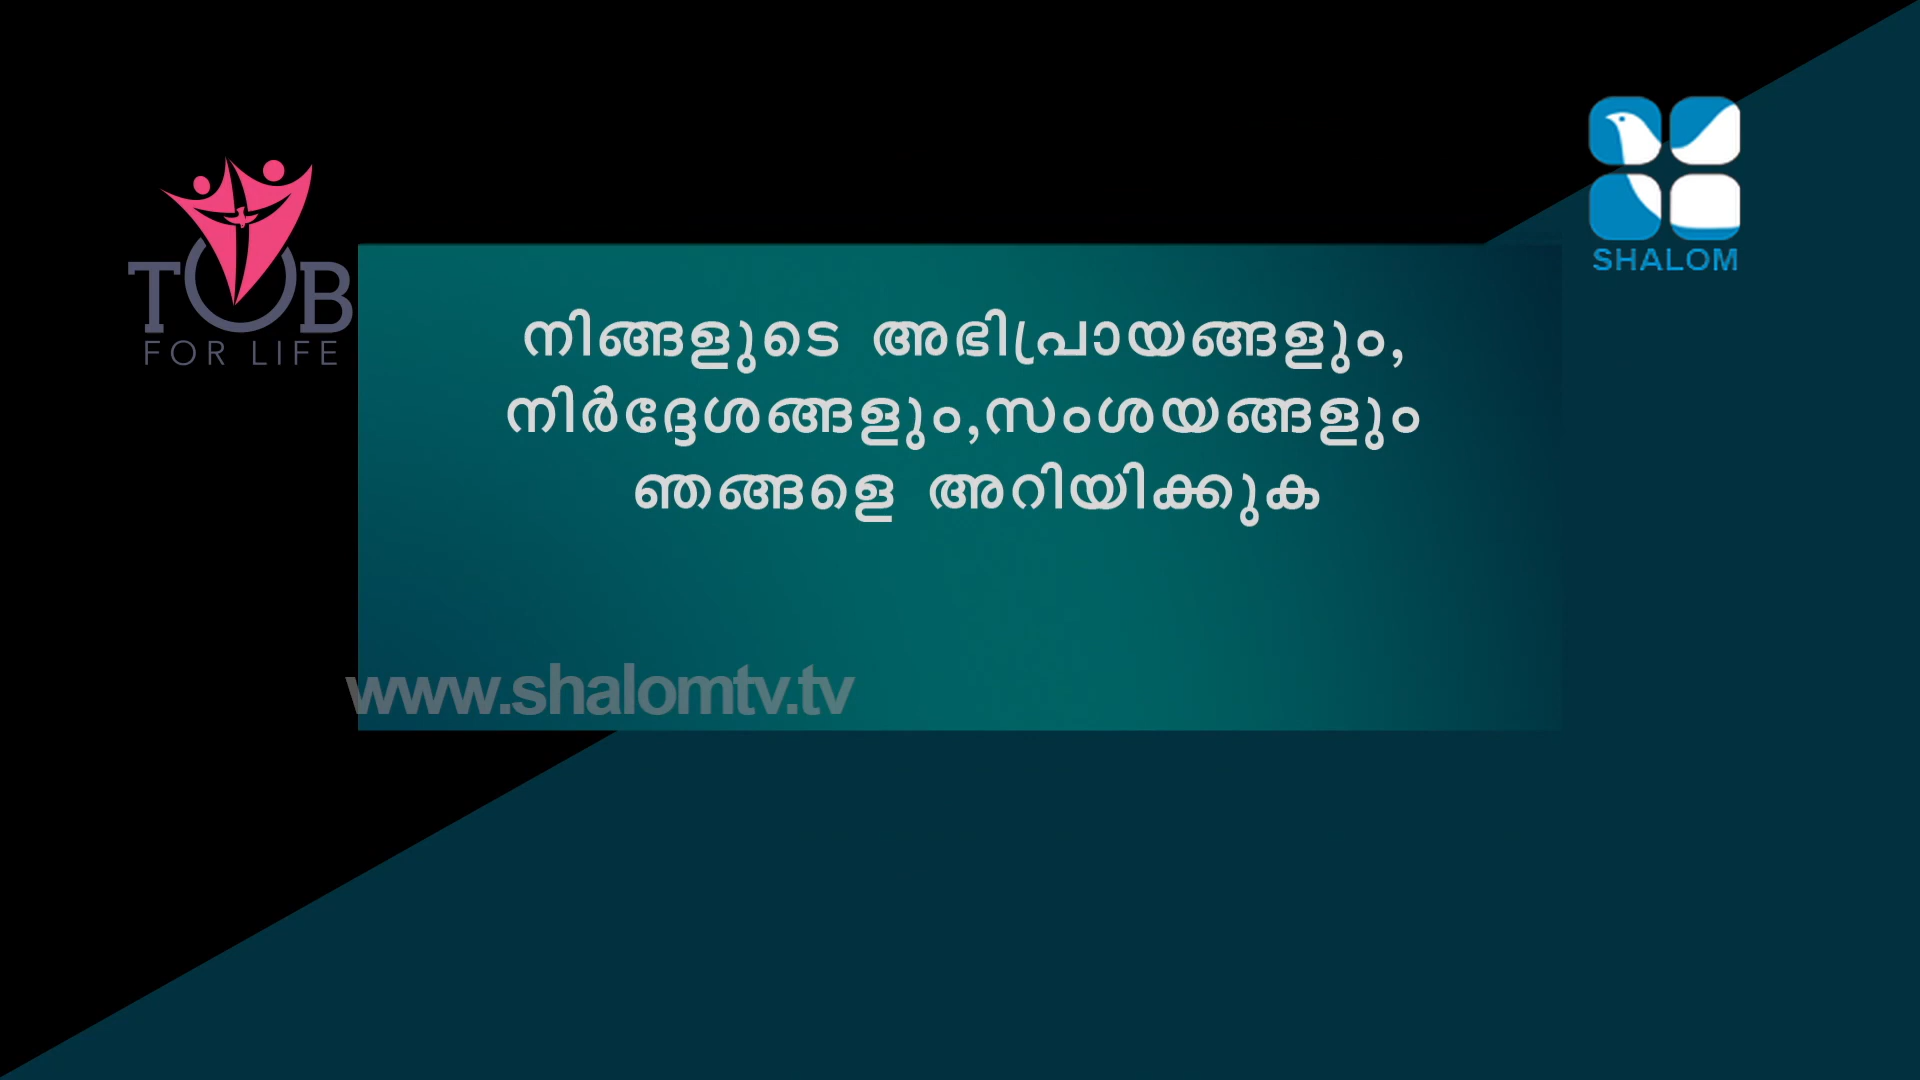 TOB
FOR LIFE
SHALOM
നിങ്ങളുടെ അഭിപ്രായങ്ങളും,
നിർദ്ദേശങ്ങളും,സംശയങ്ങളും
ഞങ്ങളെ അറിയിക്കുക
www.shalomtv.tv